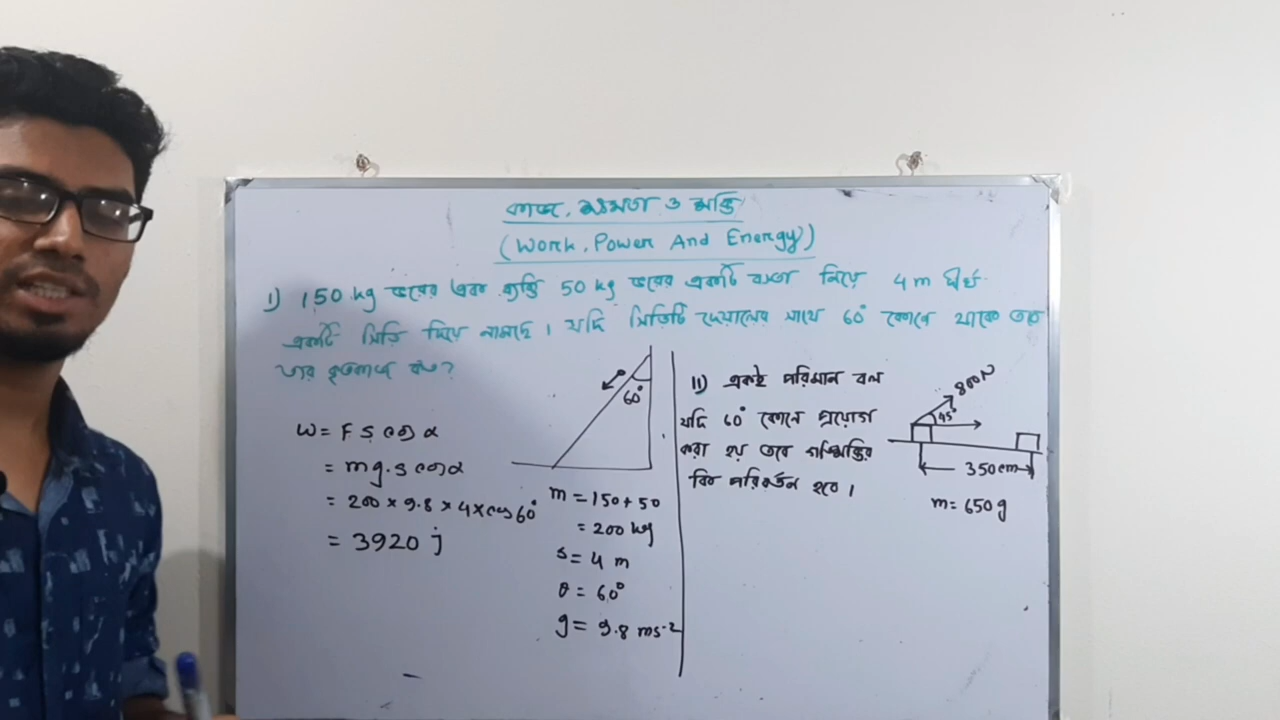 কাজ, ক্ষমতা ও শক্তি
(Work, Power And Energy)
১) 150 kg ভরের এক ব্যক্তি 50 kg ভরের একটি বস্তা নিয়ে 4m দীর্ঘ
একটি সিড়ি দিয়ে নামছে। যদি সিড়িটি দেয়ালের সাথে 60° কোনে থাকে তবে
তার কৃতকাজ কত?
W = F S cos α
= mg.s cosα
= 200 × 9.8 × 4 × cos 60°
= 3920 j
60°
m = 150+50
= 200 kg
s = 4 m
θ = 60°
g = 9.8 ms⁻²
II) একই পরিমান বল
যদি 60° কোনে প্রয়োগ
করা হয় তবে গতিশক্তির
কি পরিবর্তন হবে।
800N
45°
350cm
m = 650g